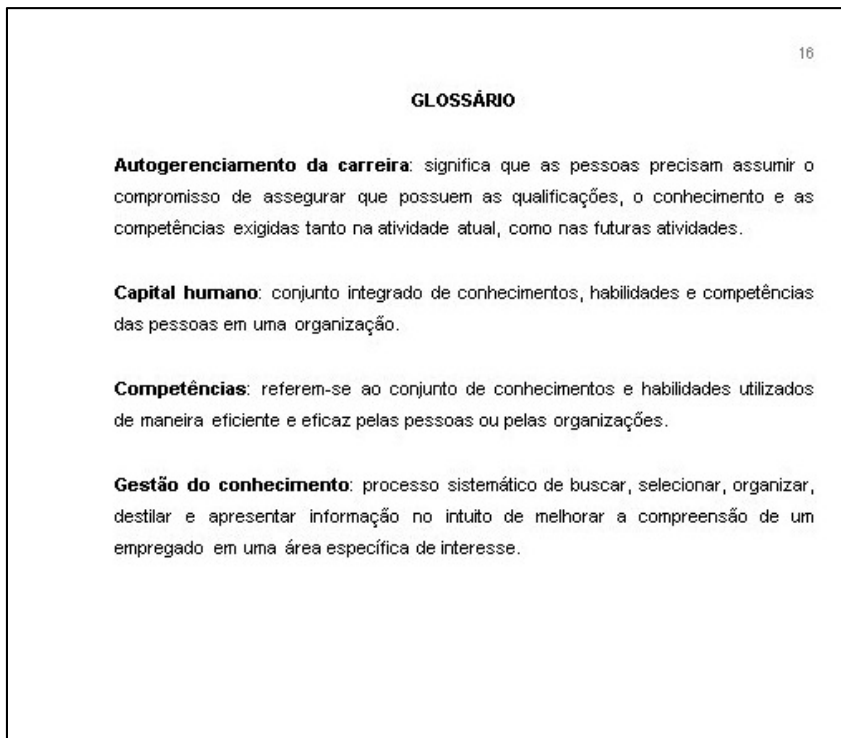 16
GLOSSÁRIO
Autogerenciamento da carreira: significa que as pessoas precisam assumir o
compromisso de assegurar que possuem as qualificações, o conhecimento e as
competências exigidas tanto na atividade atual, como nas futuras atividades.
Capital humano: conjunto integrado de conhecimentos, habilidades e competências
das pessoas em uma organização.
Competências: referem-se ao conjunto de conhecimentos e habilidades utilizados
de maneira eficiente e eficaz pelas pessoas ou pelas organizações.
Gestão do conhecimento: processo sistemático de buscar, selecionar, organizar,
destilar e apresentar informação no intuito de melhorar a compreensão de um
empregado em uma área específica de interesse.